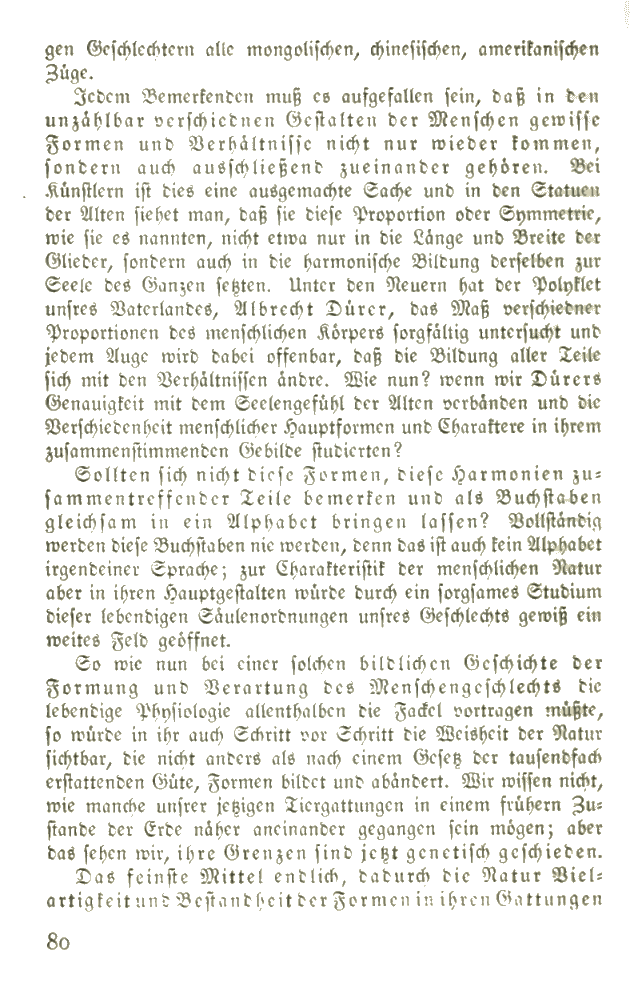 gen Geschlechtern alle mongolischen, chinesischen, amerikanischen
Züge.
Jedem Bemerkenden muß es aufgefallen sein, daß in den
unzählbar verschiednen Gestalten der Menschen gewisse
Formen und Verhältnisse nicht nur wieder kommen,
sondern auch ausschließend zueinander gehören. Bei
Künstlern ist dies eine ausgemachte Sache und in den Statuen
der Alten siehet man, daß sie diese Proportion oder Symmetrie,
wie sie es nannten, nicht etwa nur in die Länge und Breite der
Glieder, sondern auch in die harmonische Bildung derselben zur
Seele des Ganzen setzten. Unter den Neuern hat der Polyklet
unsres Vaterlandes, Albrecht Dürer, das Maß verschiedner
Proportionen des menschlichen Körpers sorgfältig untersucht und
jedem Auge wird dabei offenbar, daß die Bildung aller Teile
sich mit den Verhältnissen ändre. Wie nun? wenn wir Dürers
Genauigkeit mit dem Seelengefühl der Alten verbänden und die
Verschiedenheit menschlicher Hauptformen und Charaktere in ihrem
zusammenstimmenden Gebilde studierten?
Sollten sich nicht diese Formen, diese Harmonien zu-
sammentreffender Teile bemerken und als Buchstaben
gleichsam in ein Alphabet bringen lassen? Vollständig
werden diese Buchstaben nie werden, denn das ist auch kein Alphabet
irgendeiner Sprache; zur Charakteristik der menschlichen Natur
aber in ihren Hauptgestalten würde durch ein sorgsames Studium
dieser lebendigen Säulenordnungen unsres Geschlechts gewiß ein
weites Feld geöffnet.
So wie nun bei einer solchen bildlichen Geschichte der
Formung und Verartung des Menschengeschlechts die
lebendige Physiologie allenthalben die Fackel vortragen müßte,
so würde in ihr auch Schritt vor Schritt die Weisheit der Natur
sichtbar, die nicht anders als nach einem Gesetz der tausendfach
erstattenden Güte, Formen bildet und abändert. Wir wissen nicht,
wie manche unsrer jetzigen Tiergattungen in einem frühern Zu-
stande der Erde näher aneinander gegangen sein mögen; aber
das sehen wir, ihre Grenzen sind jetzt genetisch geschieden.
Das feinste Mittel endlich, dadurch die Natur Viel-
artigkeit und Bestandheit der Formen in ihren Gattungen
80